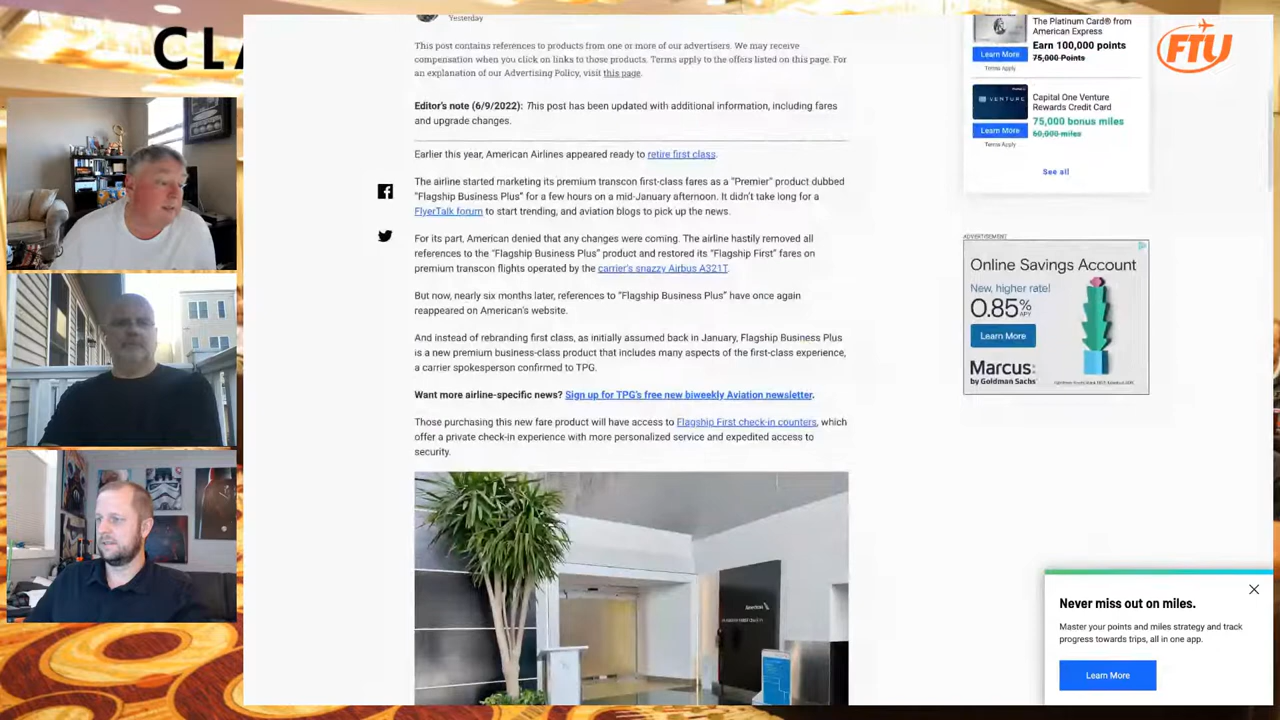 CLA
FTU
Yesterday
This post contains references to products from one or more of our advertisers. We may receive
compensation when you click on links to those products. Terms apply to the offers listed on this page. For
an explanation of our Advertising Policy, visit this page.
Editor's note (6/9/2022): This post has been updated with additional information, including fares
and upgrade changes.
Earlier this year, American Airlines appeared ready to retire first class.
The airline started marketing its premium transcon first-class fares as a "Premier" product dubbed
"Flagship Business Plus" for a few hours on a mid-January afternoon. It didn't take long for a
FlyerTalk forum to start trending, and aviation blogs to pick up the news.
For its part, American denied that any changes were coming. The airline hastily removed all
references to the "Flagship Business Plus" product and restored its "Flagship First" fares on
premium transcon flights operated by the carrier's snazzy Airbus A321T.
But now, nearly six months later, references to "Flagship Business Plus" have once again
reappeared on American's website.
And instead of rebranding first class, as initially assumed back in January, Flagship Business Plus
is a new premium business-class product that includes many aspects of the first-class experience,
a carrier spokesperson confirmed to TPG.
Want more airline-specific news? Sign up for TPG's free new biweekly Aviation newsletter.
Those purchasing this new fare product will have access to Flagship First check-in counters, which
offer a private check-in experience with more personalized service and expedited access to
security.
American
The Platinum Card® from
American Express
Earn 100,000 points
75,000 Points
Learn More
Terms Apply
VENTURE
Capital One Venture
Rewards Credit Card
75,000 bonus miles
60,000 miles
Learn More
Terms Apply
See all
ADVERTISEMENT
Online Savings Account
New, higher rate!
0.85% APY
Learn More
Marcus:
by Goldman Sachs
Never miss out on miles.
Master your points and miles strategy and track
progress towards trips, all in one app.
Learn More